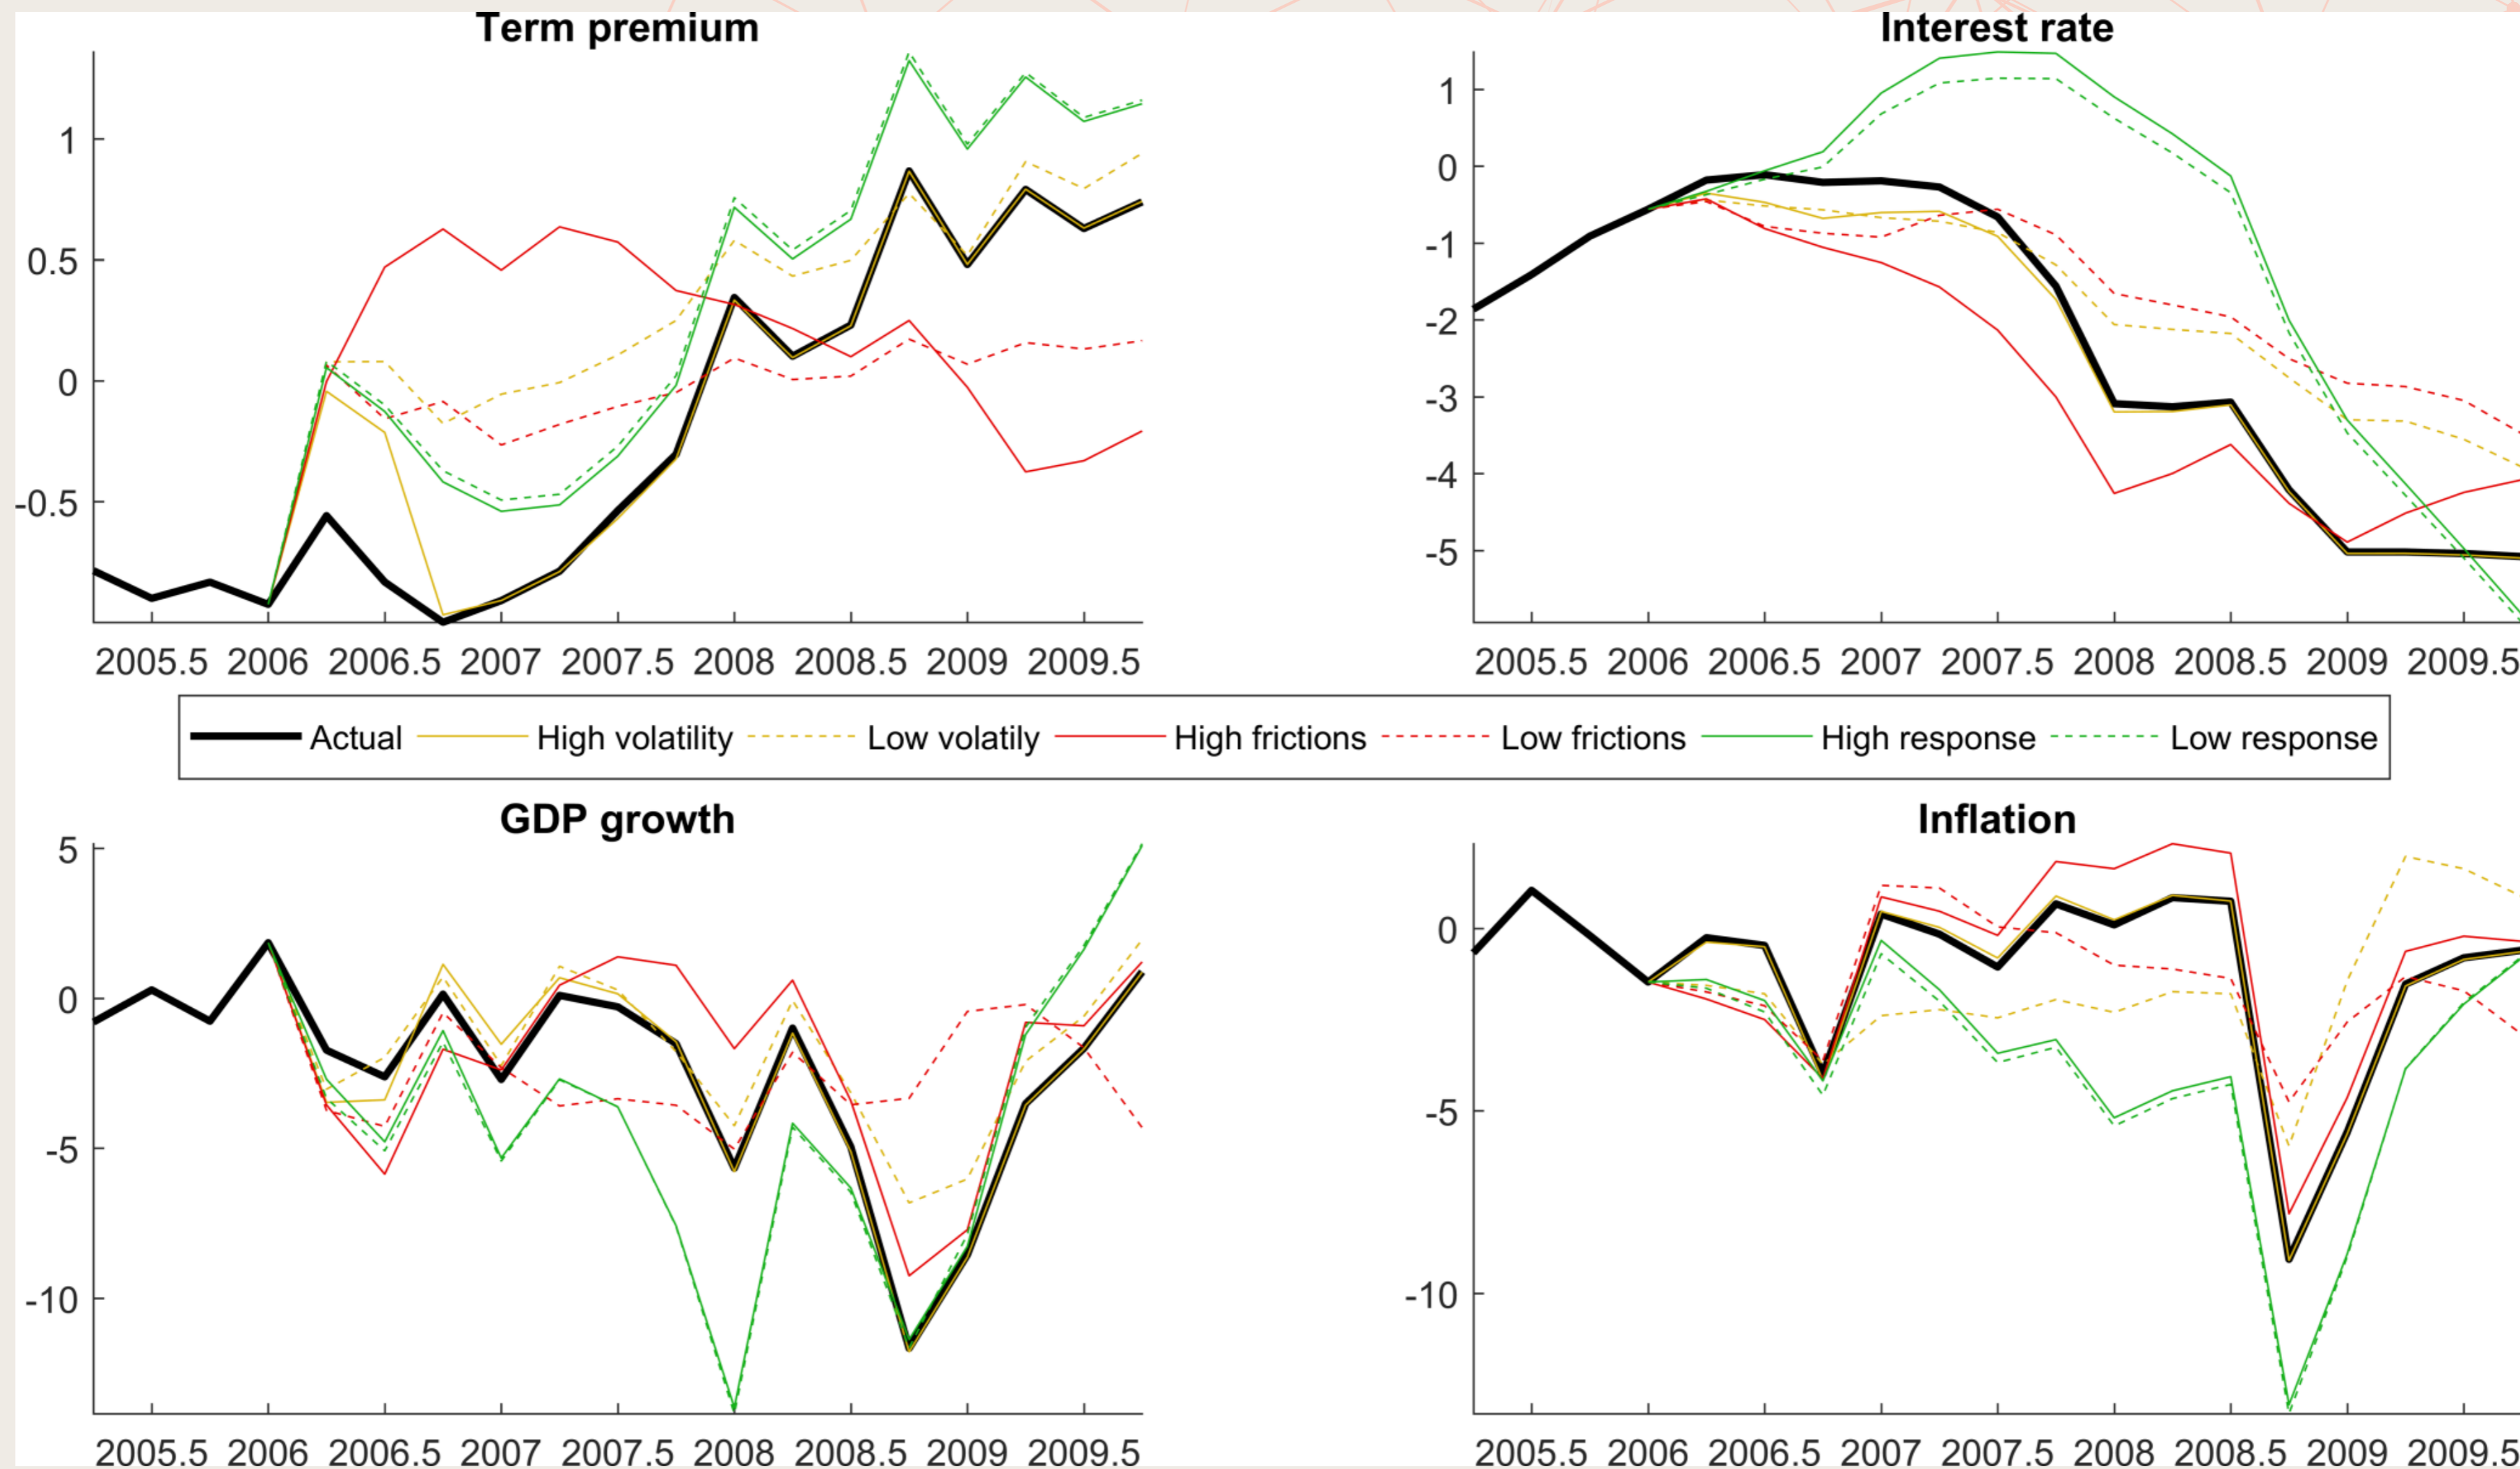 Term premium
Interest rate
1
0.5
0
-0.5
1
0
-1
-2
-3
-4
-5
2005.5 2006 2006.5 2007 2007.5 2008 2008.5 2009 2009.5
2005.5 2006 2006.5 2007 2007.5 2008 2008.5 2009 2009.5
Actual High volatility Low volatily High frictions Low frictions High response Low response
GDP growth
Inflation
5
0
-5
-10
0
-5
-10
2005.5 2006 2006.5 2007 2007.5 2008 2008.5 2009 2009.5
2005.5 2006 2006.5 2007 2007.5 2008 2008.5 2009 2009.5